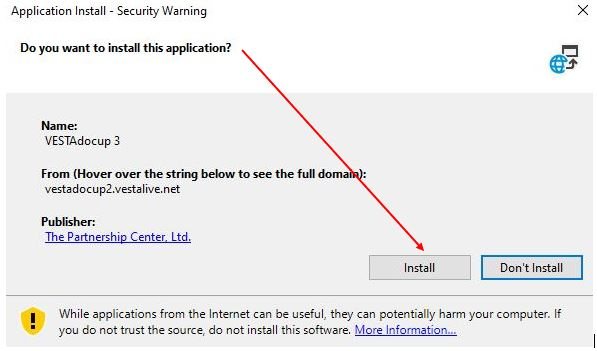 Application Install - Security Warning
Do you want to install this application?
Name:
VESTAdocup 3
From (Hover over the string below to see the full domain):
vestadocup2.vestalive.net
Publisher:
The Partnership Center, Ltd.
Install
Don't Install
While applications from the Internet can be useful, they can potentially harm your computer. If
you do not trust the source, do not install this software. More Information...